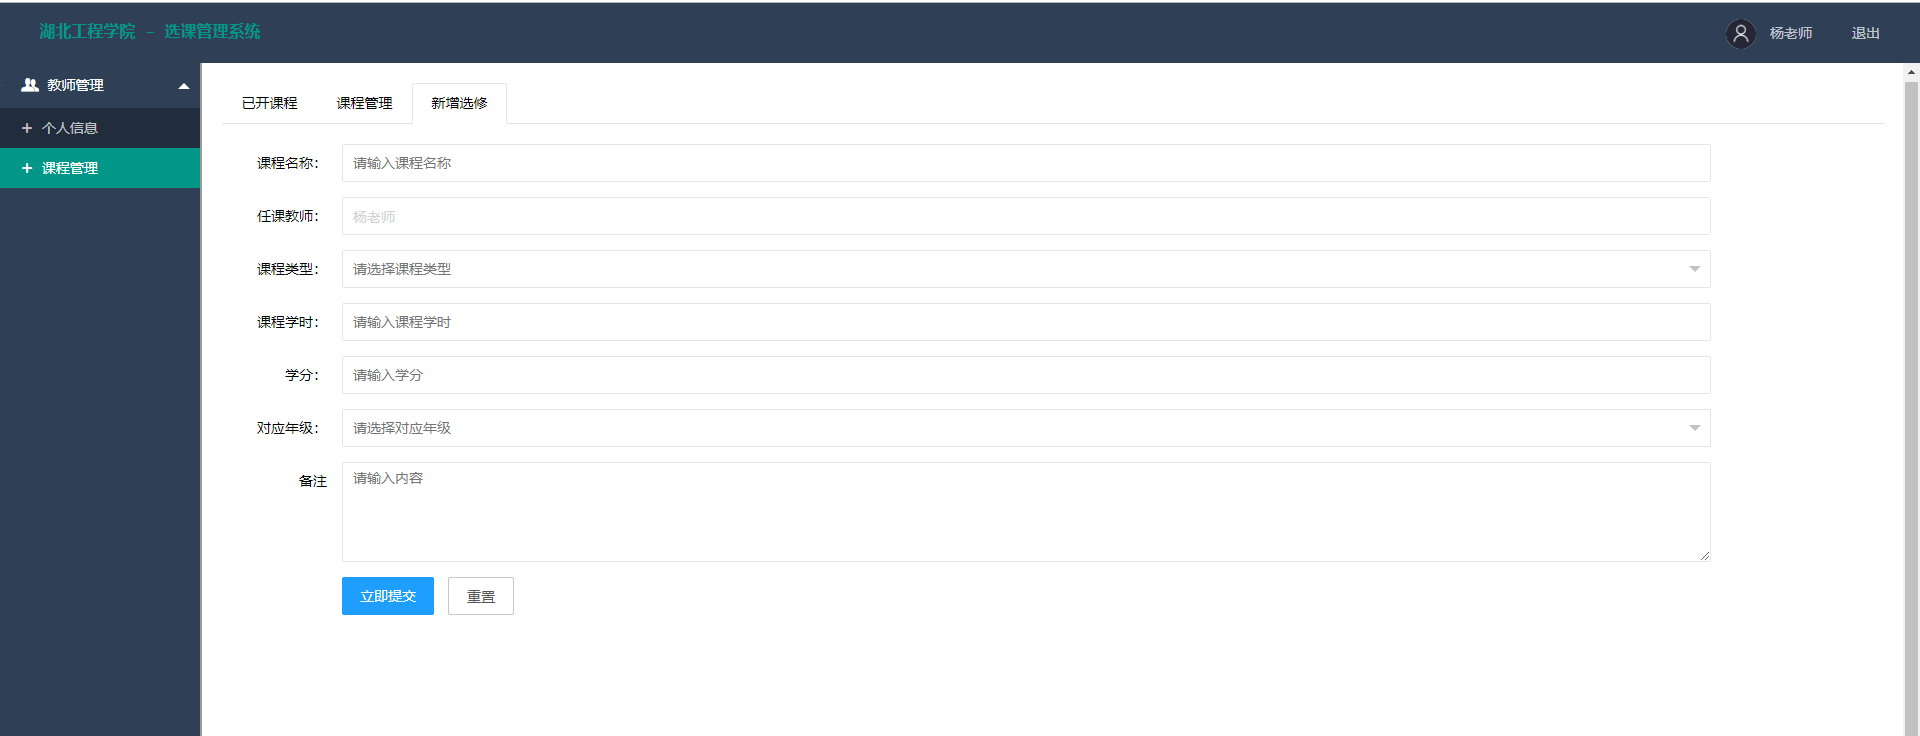 湖北工程学院 - 选课管理系统
杨老师 退出
教师管理
个人信息
课程管理
已开课程 课程管理 新增选修
课程名称: 请输入课程名称
任课教师: 杨老师
课程类型: 请选择课程类型
课程学时: 请输入课程学时
学分: 请输入学分
对应年级: 请选择对应年级
备注 请输入内容
立即提交 重置